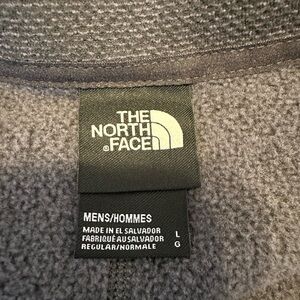 THE
NORTH
®FACE
MENS/HOMMES
MADE IN EL SALVADOR
FABRIQUÉ AU SALVADOR
REGULAR/NORMALE
L
G